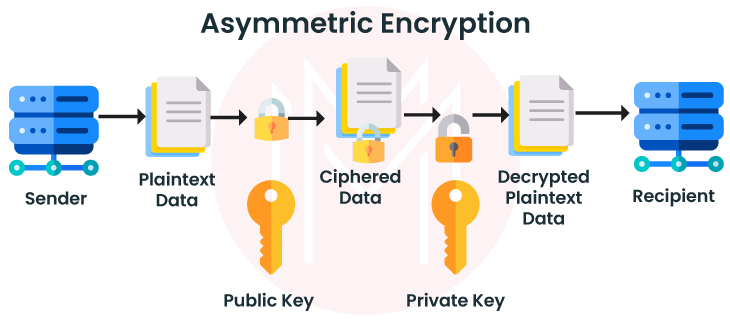 Asymmetric Encryption
Sender
Plaintext
Data
Ciphered
Data
Decrypted
Plaintext
Data
Recipient
Public Key
Private Key